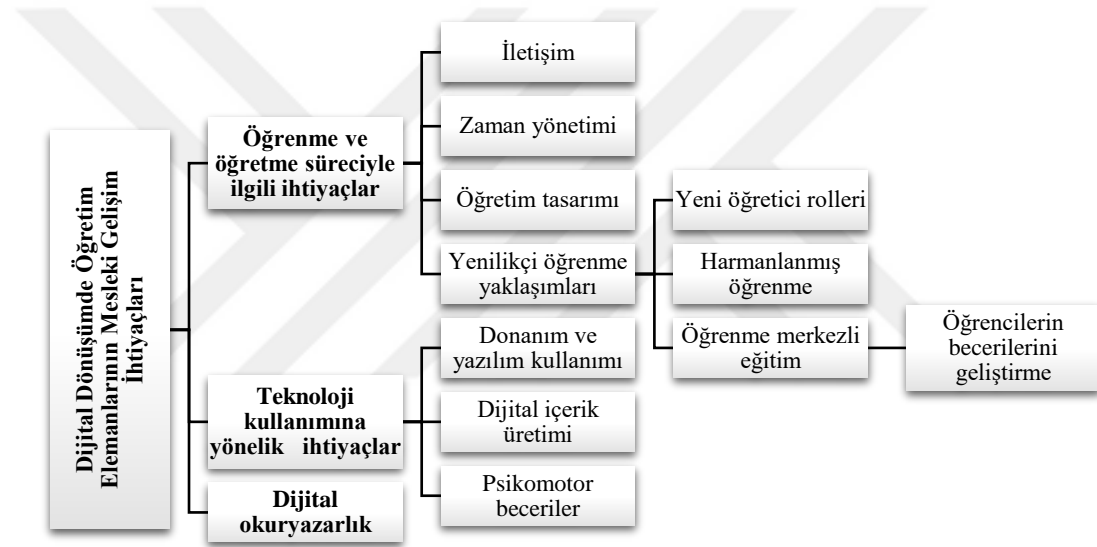 Dijital Dönüşümde Öğretim
Elemanlarının Mesleki Gelişim
İhtiyaçları
Öğrenme ve
öğretme süreciyle
ilgili ihtiyaçlar
İletişim
Zaman yönetimi
Öğretim tasarımı
Yenilikçi öğrenme
yaklaşımları
Yeni öğretici rolleri
Harmanlanmış
öğrenme
Öğrenme merkezli
eğitim
Öğrencilerin
becerilerini
geliştirme
Teknoloji
kullanımına
yönelik ihtiyaçlar
Donanım ve
yazılım kullanımı
Dijital içerik
üretimi
Psikomotor
beceriler
Dijital
okuryazarlık